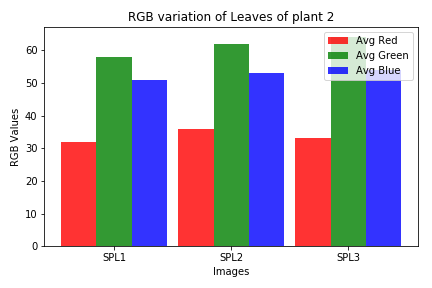 RGB variation of Leaves of plant 2
Avg Red
Avg Green
Avg Blue
RGB Values
60
50
40
30
20
10
0
SPL1 SPL2 SPL3
Images